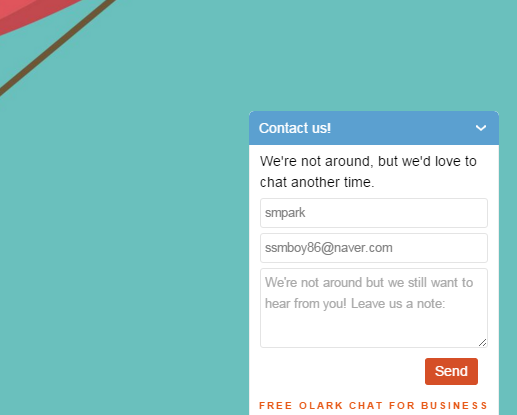 Contact us!
We're not around, but we'd love to
chat another time.
smpark
ssmboy86@naver.com
We're not around but we still want to
hear from you! Leave us a note:
Send
FREE OLARK CHAT FOR BUSINESS